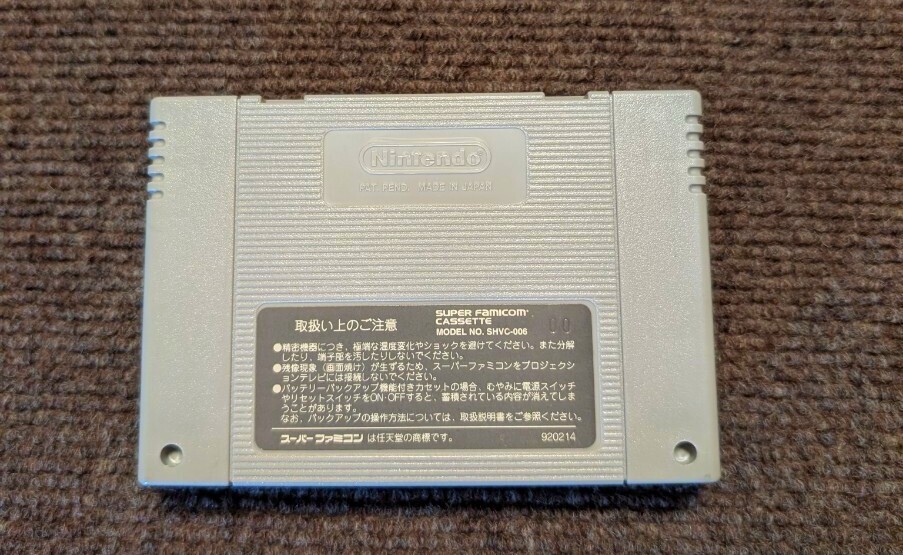 Nintendo
PAT. PEND. MADE IN JAPAN
取扱い上のご注意
SUPER FAMICOM
CASSETTE
MODEL NO. SHVC-006
00
●精密機器につき、極端な湿度変化やショックを避けてください。また分解
したり、端子部を汚したりしないでください。
●残像現象（画面焼け）が生ずるため、スーパーファミコンをプロジェクシ
ョンテレビには接続しないでください。
●バッテリーバックアップ機能付きカセットの場合、むやみに電源スイッチ
やリセットスイッチをON・OFFすると、蓄積されている内容が消えてしま
うことがあります。
なお、バックアップの操作方法については、取扱説明書をご参照ください。
スーパーファミコンは任天堂の商標です。
920214